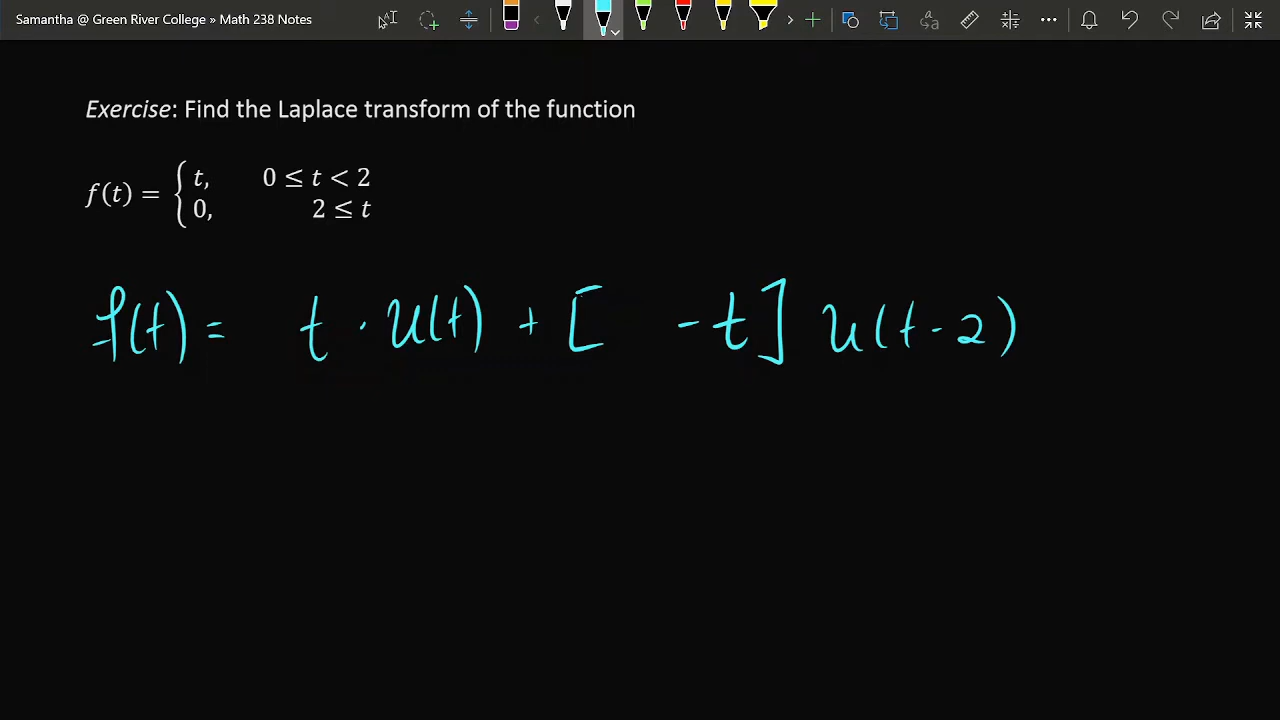 Samantha @ Green River College » Math 238 Notes
Exercise: Find the Laplace transform of the function
f(t) = { t, 0 ≤ t < 2
0, 2 ≤ t
f(t) = t · u(t) + [ - t] u(t - 2)